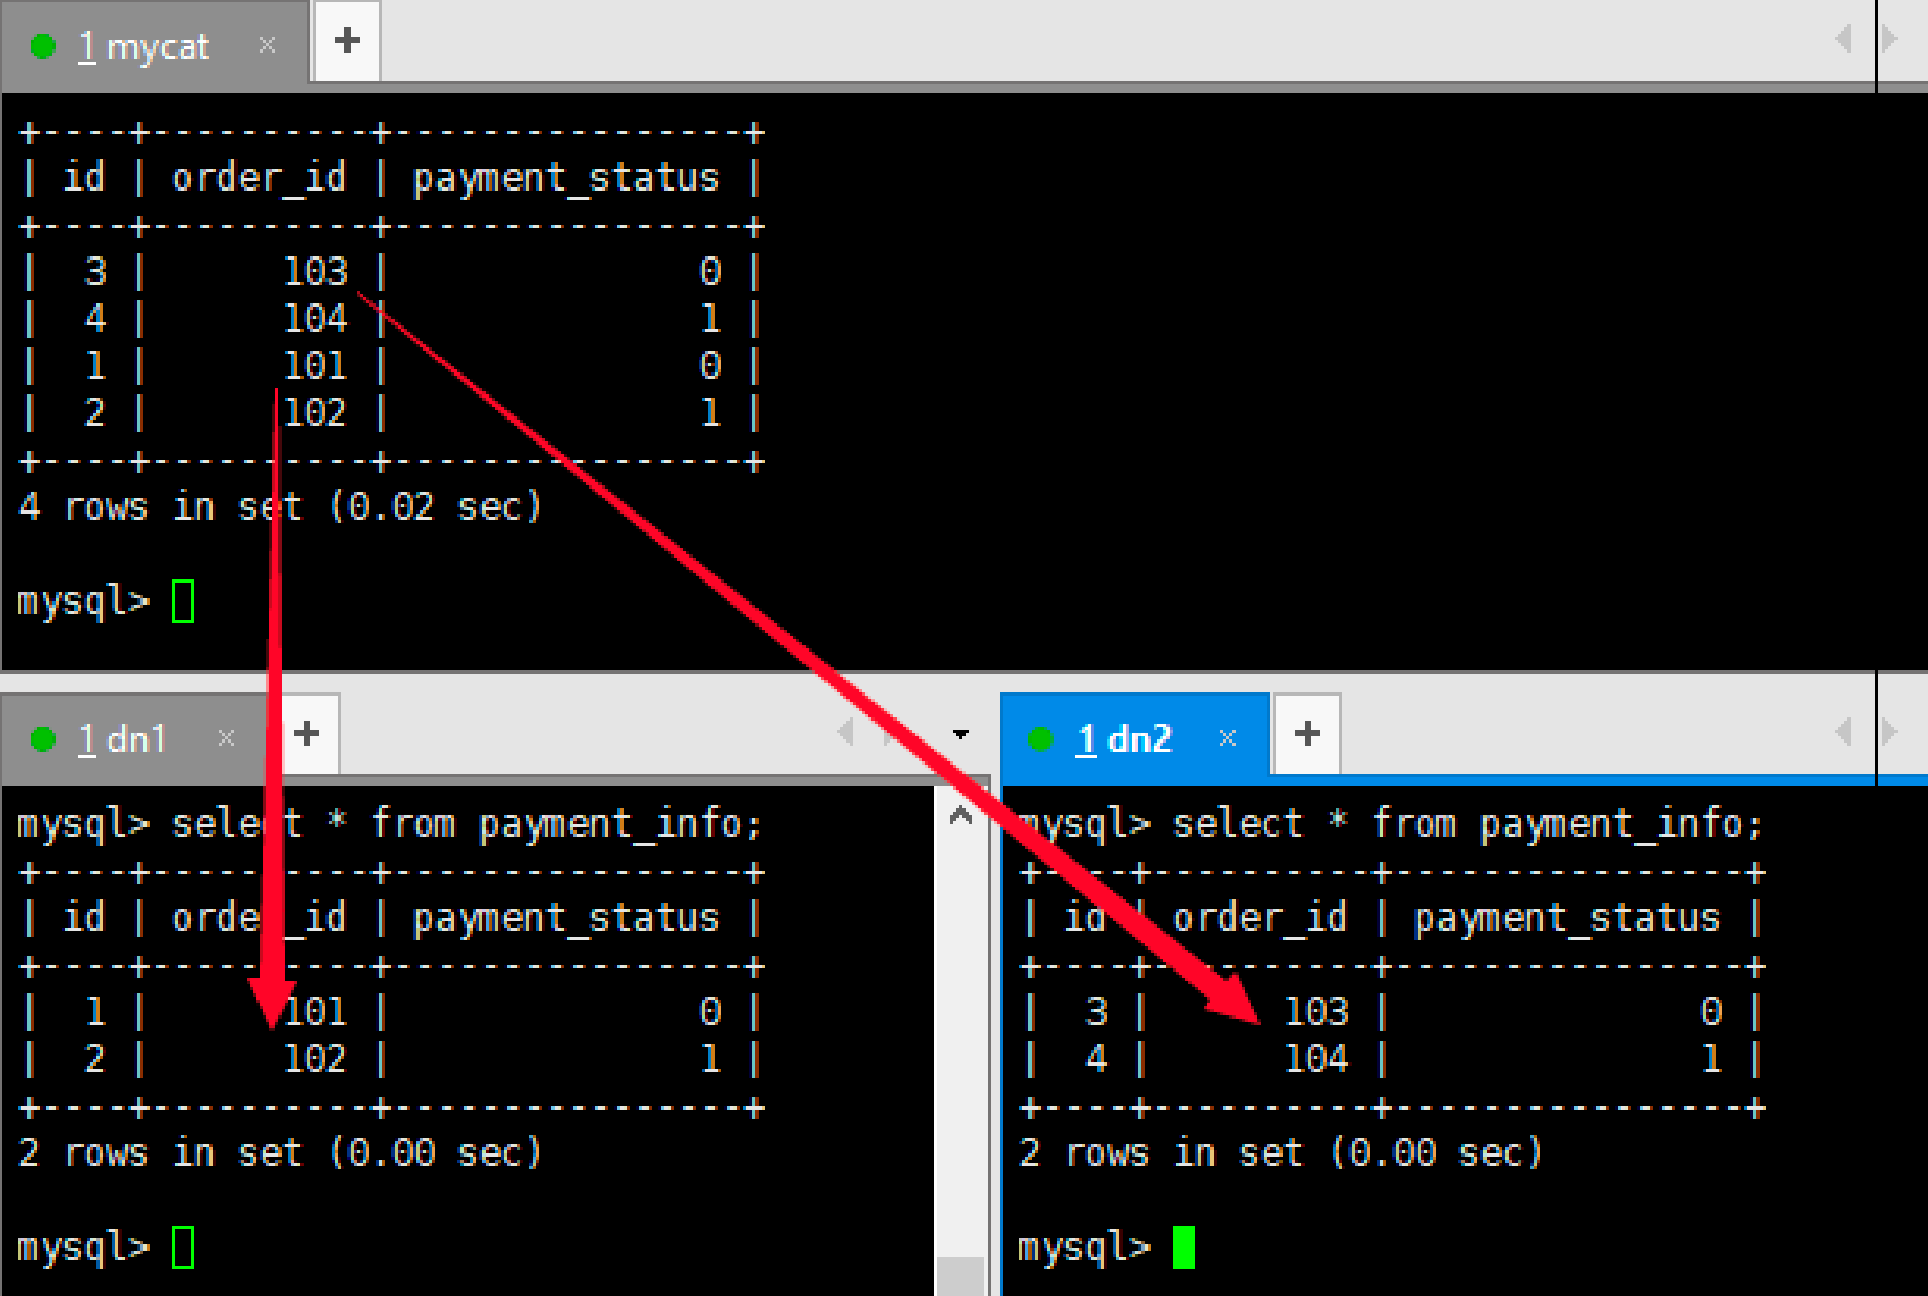 1 mycat × +
+----+----------+----------------+
| id | order_id | payment_status |
+----+----------+----------------+
|  3 |      103 |              0 |
|  4 |      104 |              1 |
|  1 |      101 |              0 |
|  2 |      102 |              1 |
+----+----------+----------------+
4 rows in set (0.02 sec)
mysql>
1 dn1 × +
mysql> select * from payment_info;
+----+----------+----------------+
| id | order_id | payment_status |
+----+----------+----------------+
|  1 |      101 |              0 |
|  2 |      102 |              1 |
+----+----------+----------------+
2 rows in set (0.00 sec)
mysql>
1 dn2 × +
mysql> select * from payment_info;
+----+----------+----------------+
| id | order_id | payment_status |
+----+----------+----------------+
|  3 |      103 |              0 |
|  4 |      104 |              1 |
+----+----------+----------------+
2 rows in set (0.00 sec)
mysql>